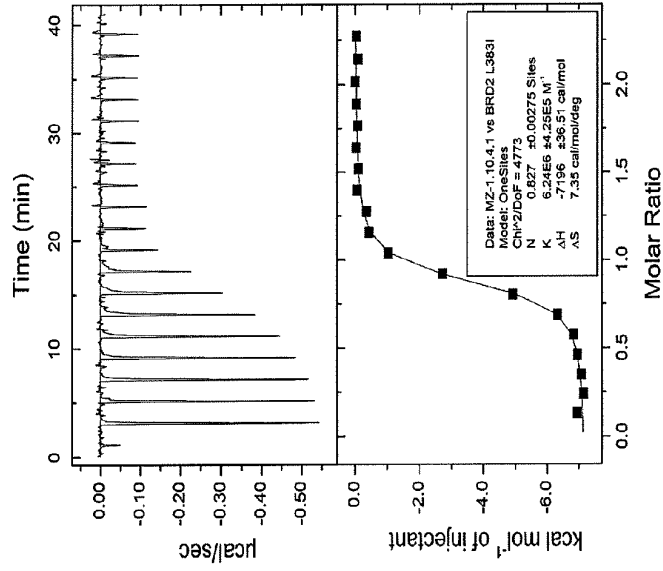 Time (min)
0 10 20 30 40
0.00
-0.10
-0.20
-0.30
-0.40
-0.50
µcal/sec
0.0
-2.0
-4.0
-6.0
kcal mol⁻¹ of injectant
Data: MZ-1.10.4.1 vs BRD2 L383I
Model: OneSites
Chi^2/DoF = 4773
N 0.827 ±0.00275 Sites
K 6.24E6 ±4.25E5 M⁻¹
ΔH -7196 ±36.51 cal/mol
ΔS 7.35 cal/mol/deg
0.0 0.5 1.0 1.5 2.0
Molar Ratio